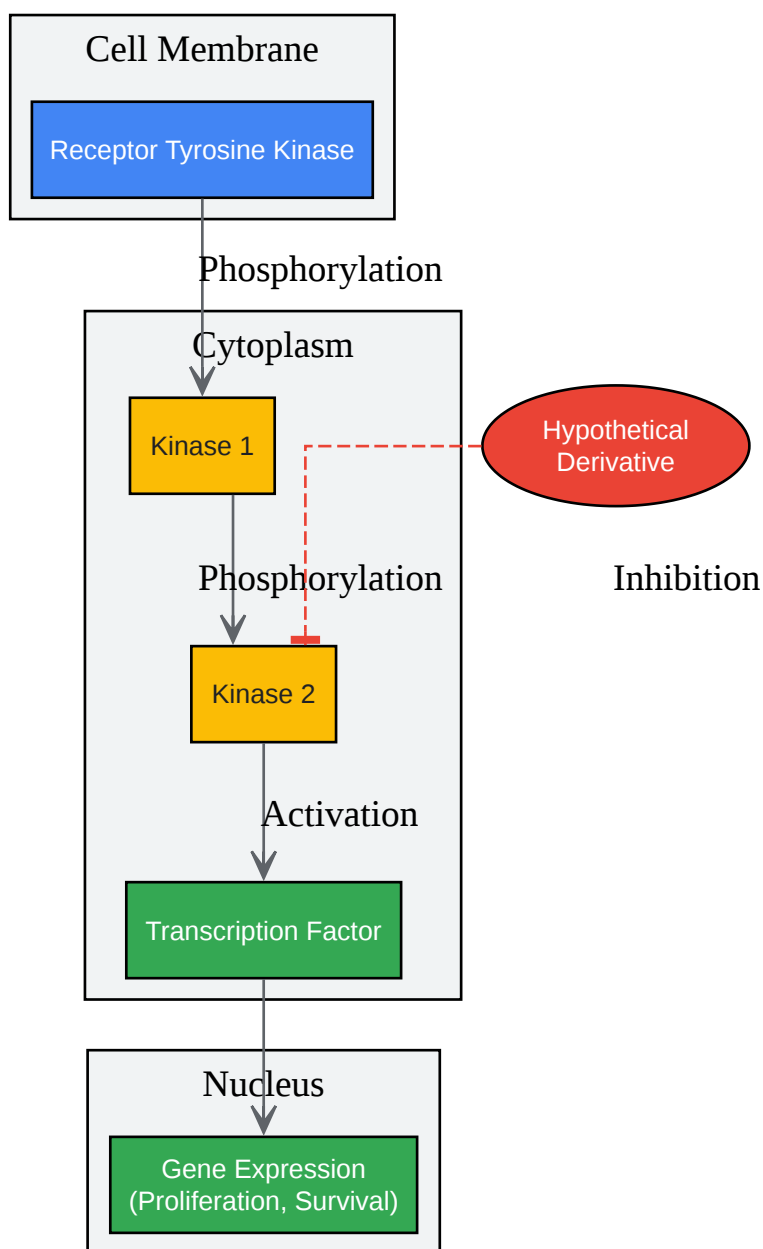 Cell Membrane
Receptor Tyrosine Kinase
Phosphorylation
Cytoplasm
Kinase 1
Hypothetical
Derivative
Phosphorylation
Inhibition
Kinase 2
Activation
Transcription Factor
Nucleus
Gene Expression
(Proliferation, Survival)